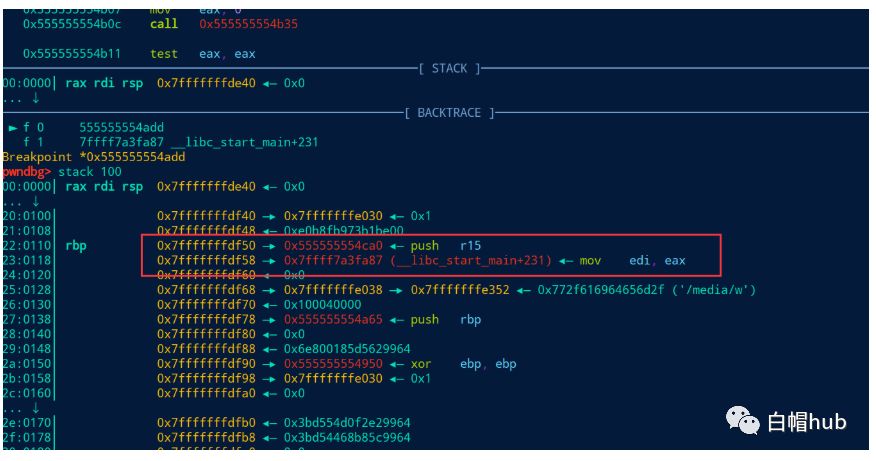 0x555555554b07 mov eax, 0
0x555555554b0c call 0x555555554b35
0x555555554b11 test eax, eax
[ STACK ]
00:0000| rax rdi rsp 0x7fffffffde40 ◂— 0x0
... ↓
[ BACKTRACE ]
► f 0 555555554add
f 1 7ffff7a3fa87 __libc_start_main+231
Breakpoint *0x555555554add
pwndbg> stack 100
00:0000| rax rdi rsp 0x7fffffffde40 ◂— 0x0
... ↓
20:0100| 0x7fffffffdf40 —▸ 0x7fffffffe030 ◂— 0x1
21:0108| 0x7fffffffdf48 ◂— 0xe0b8fb973b1be00
22:0110| rbp 0x7fffffffdf50 —▸ 0x555555554ca0 ◂— push r15
23:0118| 0x7fffffffdf58 —▸ 0x7ffff7a3fa87 (__libc_start_main+231) ◂— mov edi, eax
24:0120| 0x7fffffffdf60 ◂— 0x0
25:0128| 0x7fffffffdf68 —▸ 0x7fffffffe038 —▸ 0x7fffffffe352 ◂— 0x772f616964656d2f ('/media/w')
26:0130| 0x7fffffffdf70 ◂— 0x100040000
27:0138| 0x7fffffffdf78 —▸ 0x555555554a65 ◂— push rbp
28:0140| 0x7fffffffdf80 ◂— 0x0
29:0148| 0x7fffffffdf88 ◂— 0x6e800185d5629964
2a:0150| 0x7fffffffdf90 —▸ 0x555555554950 ◂— xor ebp, ebp
2b:0158| 0x7fffffffdf98 —▸ 0x7fffffffe030 ◂— 0x1
2c:0160| 0x7fffffffdfa0 ◂— 0x0
... ↓
2e:0170| 0x7fffffffdfb0 ◂— 0x3bd554d0f2e29964
2f:0178| 0x7fffffffdfb8 ◂— 0x3bd54468b85c9964
白帽hub